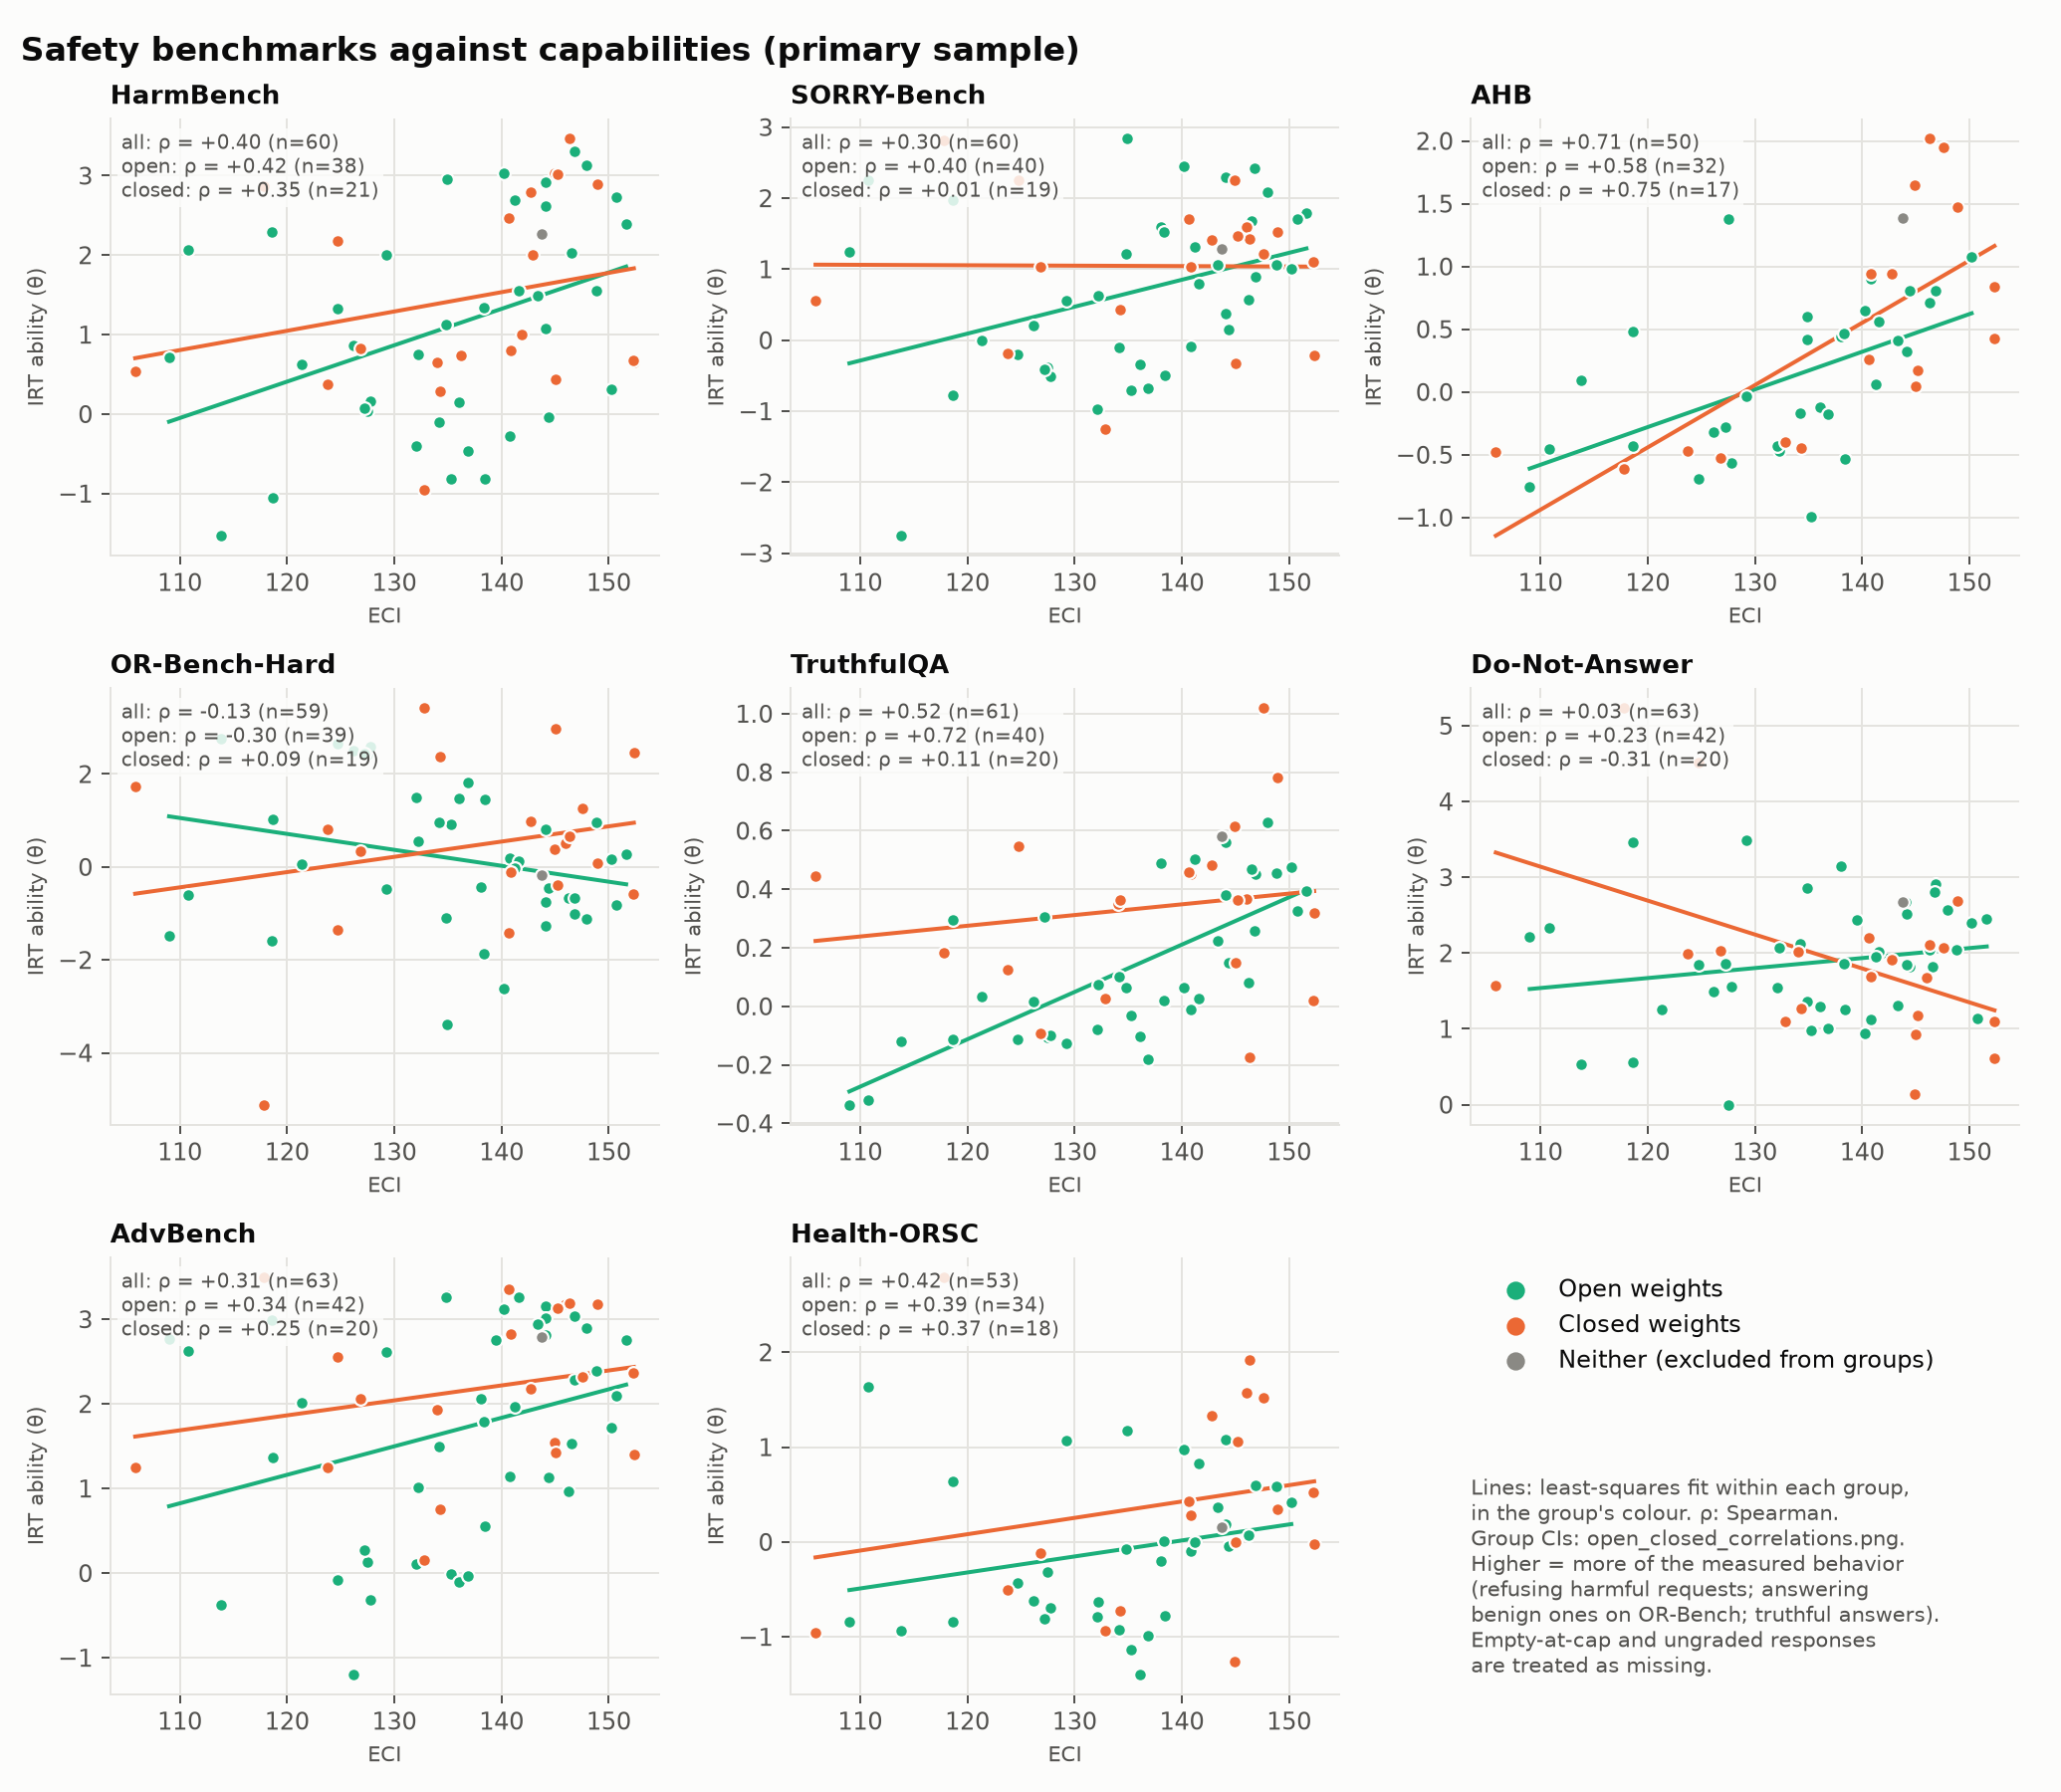 Safety benchmarks against capabilities (primary sample)
HarmBench
all: ρ = +0.40 (n=60)
open: ρ = +0.42 (n=38)
closed: ρ = +0.35 (n=21)
IRT ability (θ)
3
2
1
0
−1
110 120 130 140 150
ECI
SORRY-Bench
all: ρ = +0.30 (n=60)
open: ρ = +0.40 (n=40)
closed: ρ = +0.01 (n=19)
IRT ability (θ)
3
2
1
0
−1
−2
−3
110 120 130 140 150
ECI
AHB
all: ρ = +0.71 (n=50)
open: ρ = +0.58 (n=32)
closed: ρ = +0.75 (n=17)
IRT ability (θ)
2.0
1.5
1.0
0.5
0.0
−0.5
−1.0
110 120 130 140 150
ECI
OR-Bench-Hard
all: ρ = -0.13 (n=59)
open: ρ = -0.30 (n=39)
closed: ρ = +0.09 (n=19)
IRT ability (θ)
2
0
−2
−4
110 120 130 140 150
ECI
TruthfulQA
all: ρ = +0.52 (n=61)
open: ρ = +0.72 (n=40)
closed: ρ = +0.11 (n=20)
IRT ability (θ)
1.0
0.8
0.6
0.4
0.2
0.0
−0.2
−0.4
110 120 130 140 150
ECI
Do-Not-Answer
all: ρ = +0.03 (n=63)
open: ρ = +0.23 (n=42)
closed: ρ = -0.31 (n=20)
IRT ability (θ)
5
4
3
2
1
0
110 120 130 140 150
ECI
AdvBench
all: ρ = +0.31 (n=63)
open: ρ = +0.34 (n=42)
closed: ρ = +0.25 (n=20)
IRT ability (θ)
3
2
1
0
−1
110 120 130 140 150
ECI
Health-ORSC
all: ρ = +0.42 (n=53)
open: ρ = +0.39 (n=34)
closed: ρ = +0.37 (n=18)
IRT ability (θ)
2
1
0
−1
110 120 130 140 150
ECI
Open weights
Closed weights
Neither (excluded from groups)
Lines: least-squares fit within each group,
in the group's colour. ρ: Spearman.
Group CIs: open_closed_correlations.png.
Higher = more of the measured behavior
(refusing harmful requests; answering
benign ones on OR-Bench; truthful answers).
Empty-at-cap and ungraded responses
are treated as missing.